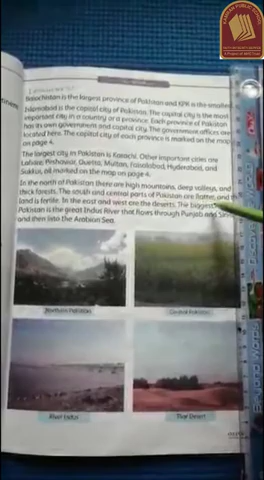 Balochistan is the largest province of Pakistan and KPK is the smallest.
Islamabad is the capital city of Pakistan. The capital city is the most
important city in a country or a province. Each province of Pakistan
has its own government and capital city. The government offices are
located here. The capital city of each province is marked on the map
on page 4.
The largest city in Pakistan is Karachi. Other important cities are
Lahore, Peshawar, Quetta, Multan, Faisalabad, Hyderabad, and
Sukkur, all marked on the map on page 4.
In the north of Pakistan there are high mountains, deep valleys, and
thick forests. The south and central parts of Pakistan are flatter, and
land is fertile. In the east and west are the deserts. The biggest
Pakistan is the great Indus River that flows through Punjab and Sindh
and then into the Arabian Sea.
Northern Pakistan
Central Pakistan
River Indus
Thar Desert